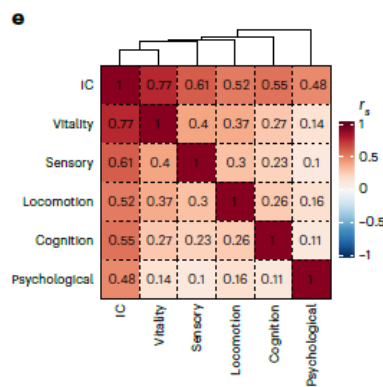 e
IC 1 0.77 0.61 0.52 0.55 0.48
Vitality 0.77 1 0.4 0.37 0.27 0.14
Sensory 0.61 0.4 1 0.3 0.23 0.1
Locomotion 0.52 0.37 0.3 1 0.26 0.16
Cognition 0.55 0.27 0.23 0.26 1 0.11
Psychological 0.48 0.14 0.1 0.16 0.11 1
IC Vitality Sensory Locomotion Cognition Psychological
rs
1
0.5
0
−0.5
−1